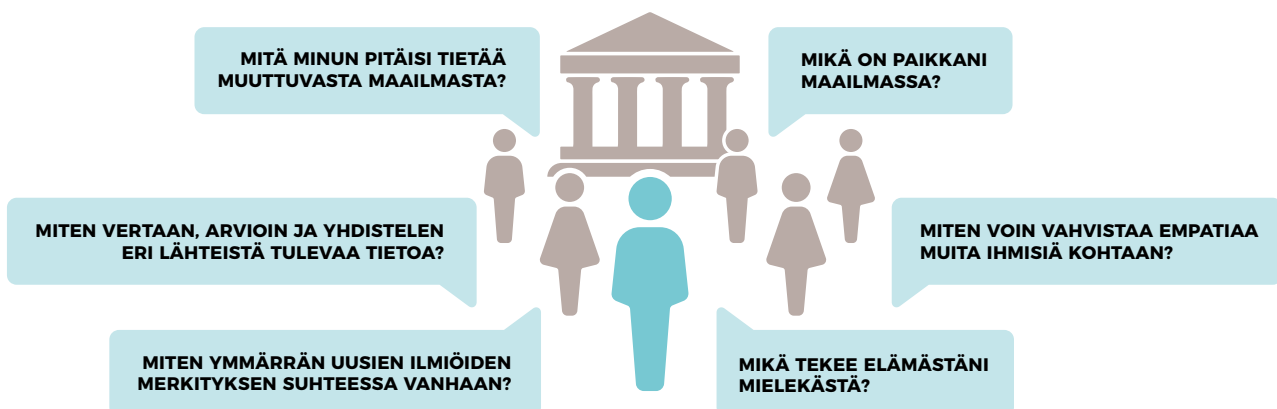 MITÄ MINUN PITÄISI TIETÄÄ
MUUTTUVASTA MAAILMASTA?
MIKÄ ON PAIKKANI
MAAILMASSA?
MITEN VERTAAN, ARVIOIN JA YHDISTELEN
ERI LÄHTEISTÄ TULEVAA TIETOA?
MITEN VOIN VAHVISTAA EMPATIAA
MUITA IHMISIÄ KOHTAAN?
MITEN YMMÄRRÄN UUSIEN ILMIÖIDEN
MERKITYKSEN SUHTEESSA VANHAAN?
MIKÄ TEKEE ELÄMÄSTÄNI
MIELEKÄSTÄ?